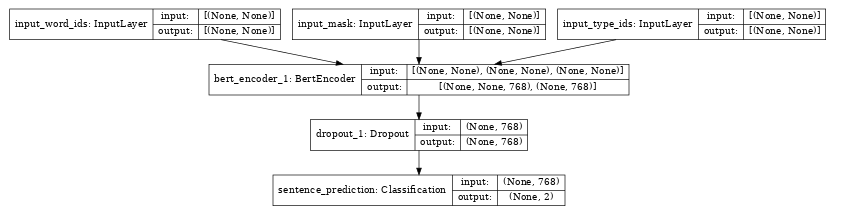 input_word_ids: InputLayer input: [(None, None)] output: [(None, None)]
input_mask: InputLayer input: [(None, None)] output: [(None, None)]
input_type_ids: InputLayer input: [(None, None)] output: [(None, None)]
bert_encoder_1: BertEncoder input: [(None, None), (None, None), (None, None)] output: [(None, None, 768), (None, 768)]
dropout_1: Dropout input: (None, 768) output: (None, 768)
sentence_prediction: Classification input: (None, 768) output: (None, 2)